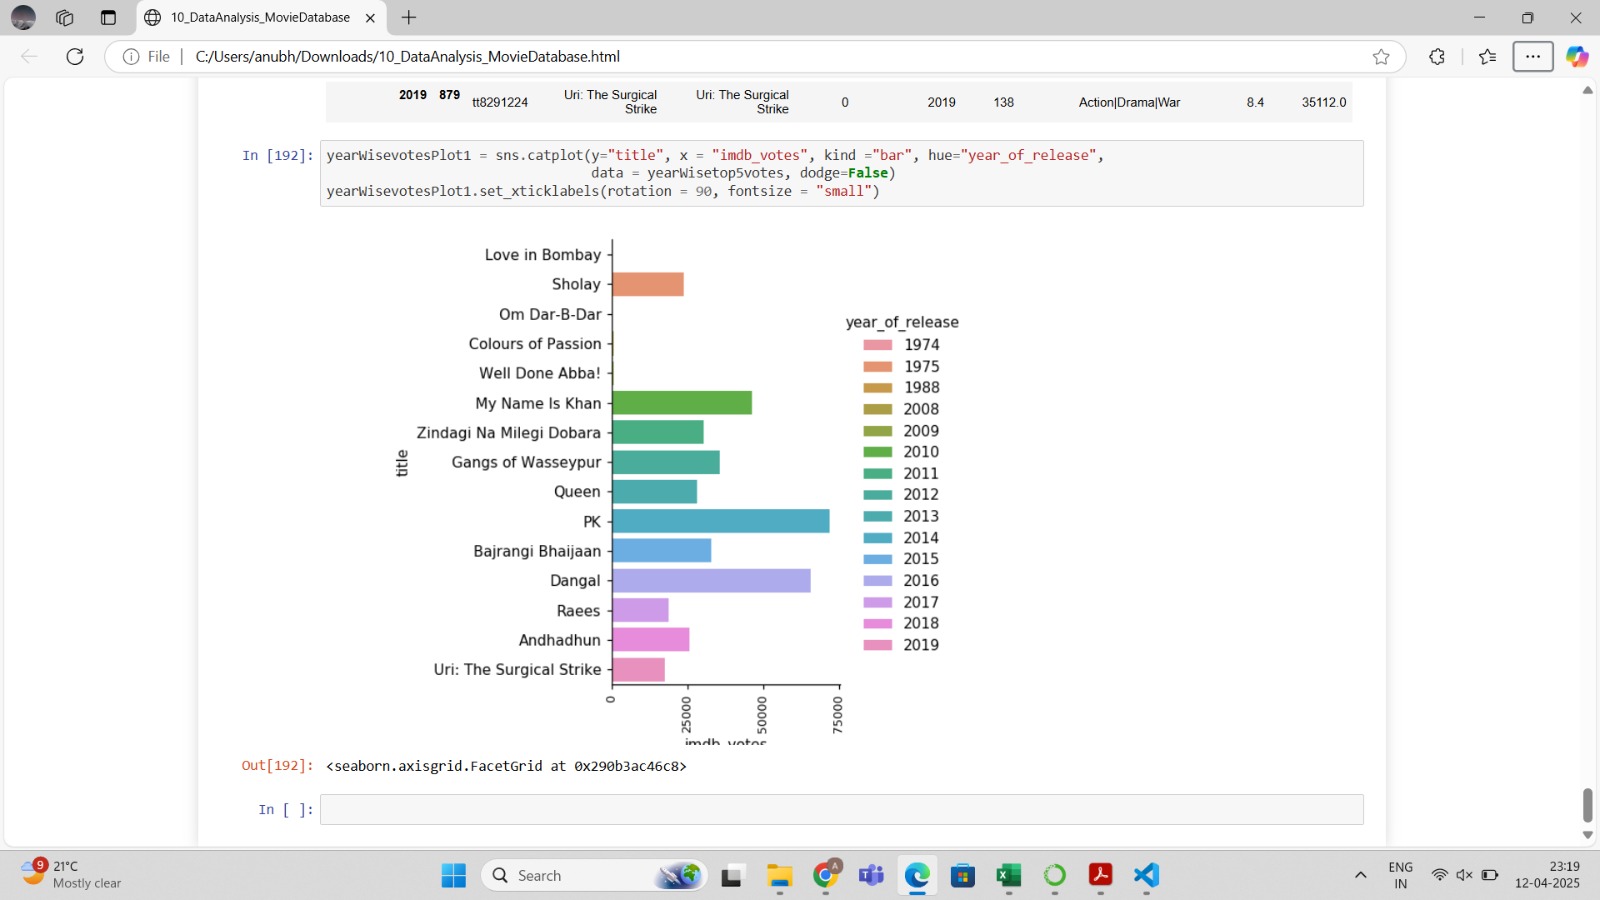 10_DataAnalysis_MovieDatabase
File
C:/Users/anubh/Downloads/10_DataAnalysis_MovieDatabase.html
2019 879 tt8291224 Uri: The Surgical Strike Uri: The Surgical Strike 0 2019 138 Action|Drama|War 8.4 35112.0
In [192]: yearWisevotesPlot1 = sns.catplot(y="title", x = "imdb_votes", kind ="bar", hue="year_of_release",
data = yearWisetop5votes, dodge=False)
yearWisevotesPlot1.set_xticklabels(rotation = 90, fontsize = "small")
Love in Bombay
Sholay
Om Dar-B-Dar
Colours of Passion
Well Done Abba!
My Name Is Khan
Zindagi Na Milegi Dobara
Gangs of Wasseypur
Queen
PK
Bajrangi Bhaijaan
Dangal
Raees
Andhadhun
Uri: The Surgical Strike
title
0
25000
50000
75000
imdb_votes
year_of_release
1974
1975
1988
2008
2009
2010
2011
2012
2013
2014
2015
2016
2017
2018
2019
Out[192]: <seaborn.axisgrid.FacetGrid at 0x290b3ac46c8>
In [ ]:
9
21°C
Mostly clear
Search
A
ENG
IN
23:19
12-04-2025